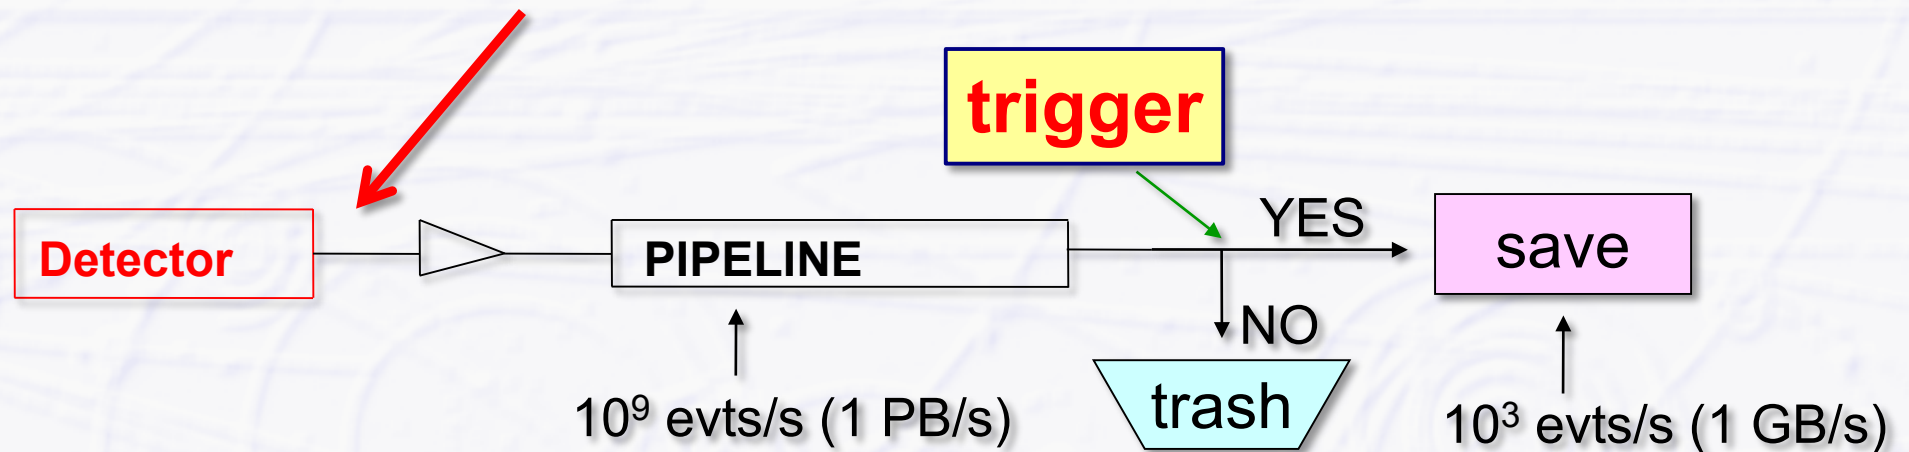 trigger
Detector
PIPELINE
YES
save
NO
10⁹ evts/s (1 PB/s)
trash
10³ evts/s (1 GB/s)